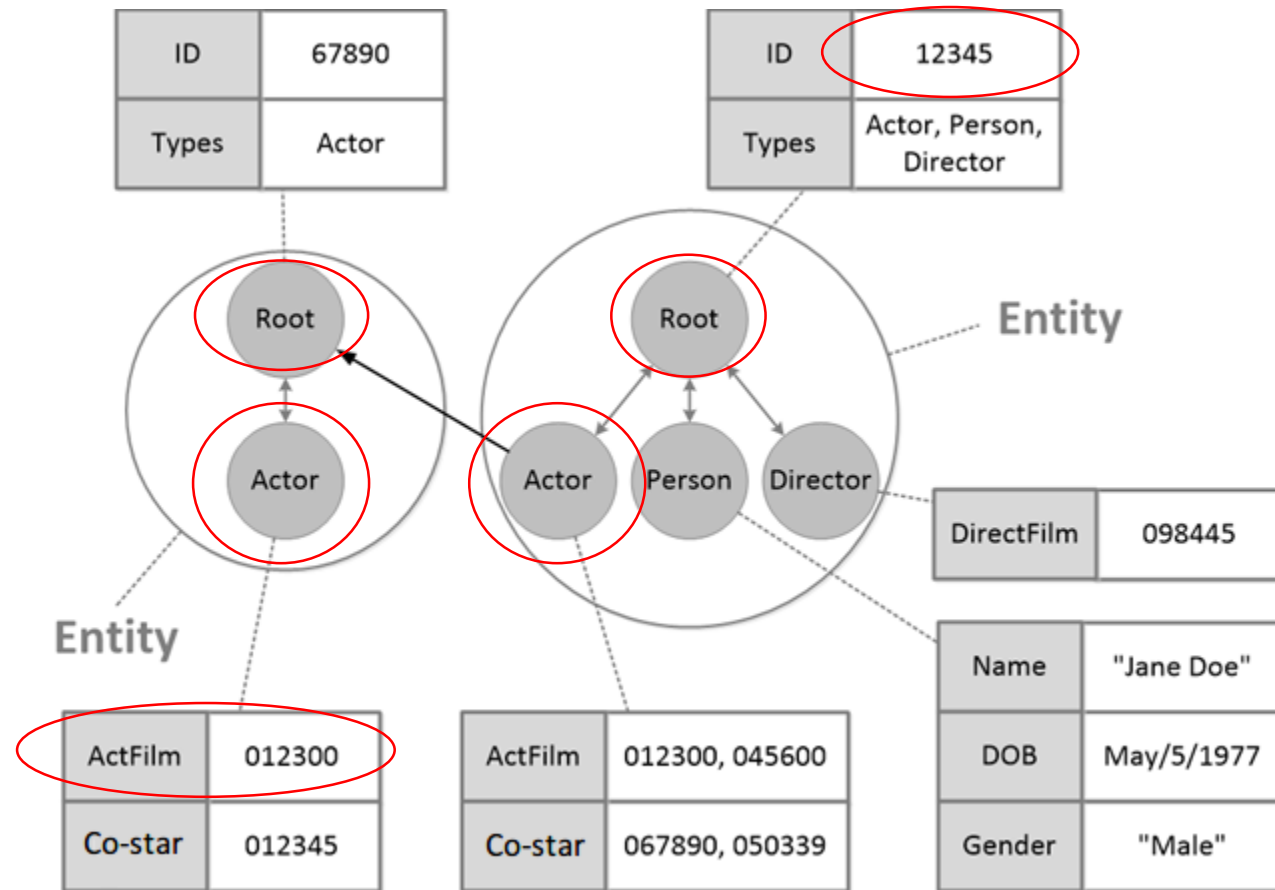 ID 67890
Types Actor
ID 12345
Types Actor, Person,
Director
Root
Root
Entity
Actor
Actor
Person
Director
DirectFilm 098445
Entity
Name "Jane Doe"
DOB May/5/1977
Gender "Male"
ActFilm 012300
Co-star 012345
ActFilm 012300, 045600
Co-star 067890, 050339